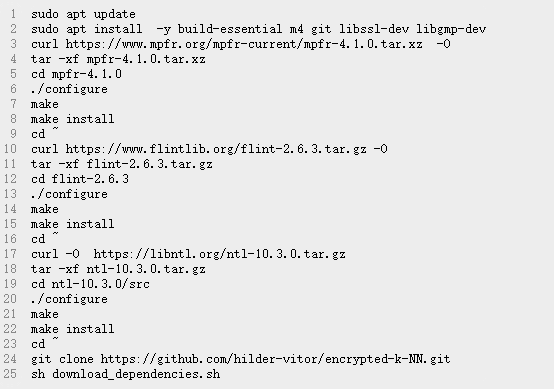 1 sudo apt update
2 sudo apt install  -y build-essential m4 git libssl-dev libgmp-dev
3 curl https://www.mpfr.org/mpfr-current/mpfr-4.1.0.tar.xz  -O
4 tar -xf mpfr-4.1.0.tar.xz
5 cd mpfr-4.1.0
6 ./configure
7 make
8 make install
9 cd ~
10 curl https://www.flintlib.org/flint-2.6.3.tar.gz -O
11 tar -xf flint-2.6.3.tar.gz
12 cd flint-2.6.3
13 ./configure
14 make
15 make install
16 cd ~
17 curl -O  https://libntl.org/ntl-10.3.0.tar.gz
18 tar -xf ntl-10.3.0.tar.gz
19 cd ntl-10.3.0/src
20 ./configure
21 make
22 make install
23 cd ~
24 git clone https://github.com/hilder-vitor/encrypted-k-NN.git
25 sh download_dependencies.sh